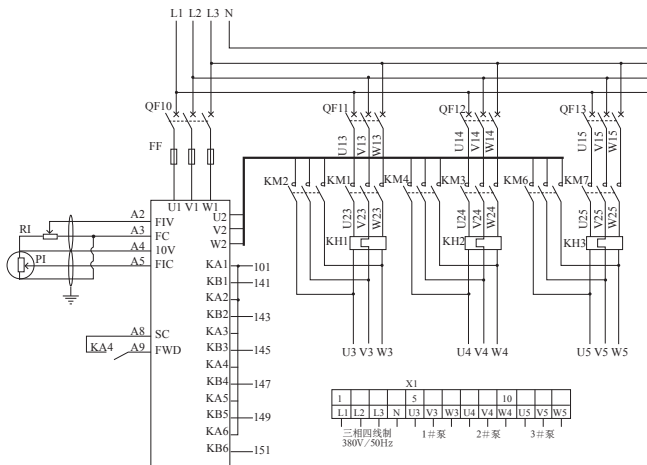 L1 L2 L3 N
QF10 QF11 QF12 QF13
U13 V13 W13 U14 V14 W14 U15 V15 W15
FF
KM2 KM1 KM4 KM3 KM6 KM7
U1 V1 W1
U23 V23 W23 U24 V24 W24 U25 V25 W25
U2
V2
W2
KH1 KH2 KH3
A2 FIV
RI A3 FC
A4 10V
PI A5 FIC
KA1 101
KB1 141
KA2
KB2 143
KA3
KB3 145
KA4
KB4 147
KA5
KB5 149
KA6
KB6 151
A8 SC
KA4 A9 FWD
U3 V3 W3 U4 V4 W4 U5 V5 W5
X1
1 5 10
L1 L2 L3 N U3 V3 W3 U4 V4 W4 U5 V5 W5
三相四线制 1#泵 2#泵 3#泵
380V/50Hz